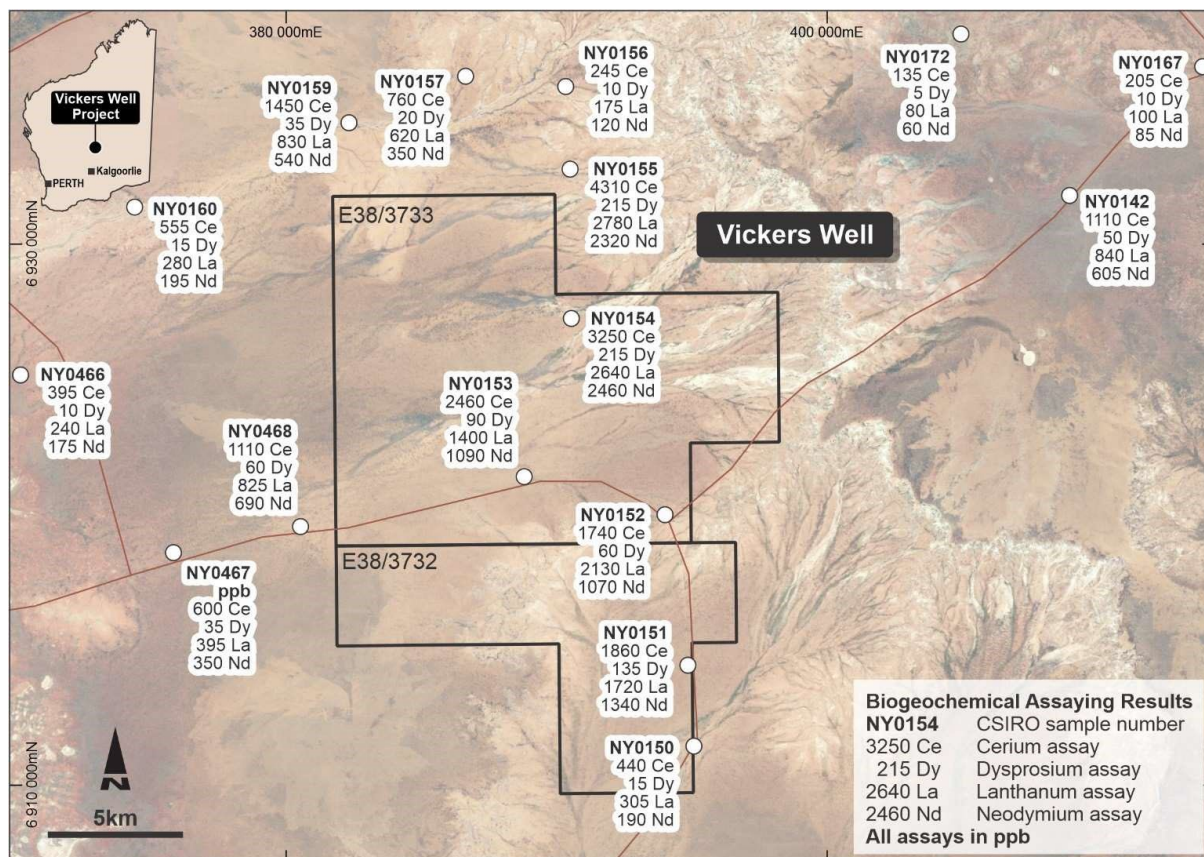 380 000mE
400 000mE
6 930 000mN
6 910 000mN
Vickers Well
Project
Kalgoorlie
PERTH
NY0159
1450 Ce
35 Dy
830 La
540 Nd
NY0157
760 Ce
20 Dy
620 La
350 Nd
NY0156
245 Ce
10 Dy
175 La
120 Nd
NY0172
135 Ce
5 Dy
80 La
60 Nd
NY0167
205 Ce
10 Dy
100 La
85 Nd
NY0160
555 Ce
15 Dy
280 La
195 Nd
E38/3733
NY0155
4310 Ce
215 Dy
2780 La
2320 Nd
Vickers Well
NY0142
1110 Ce
50 Dy
840 La
605 Nd
NY0466
395 Ce
10 Dy
240 La
175 Nd
NY0468
1110 Ce
60 Dy
825 La
690 Nd
NY0153
2460 Ce
90 Dy
1400 La
1090 Nd
NY0154
3250 Ce
215 Dy
2640 La
2460 Nd
NY0467
ppb
600 Ce
35 Dy
395 La
350 Nd
E38/3732
NY0152
1740 Ce
60 Dy
2130 La
1070 Nd
NY0151
1860 Ce
135 Dy
1720 La
1340 Nd
NY0150
440 Ce
15 Dy
305 La
190 Nd
N
5km
Biogeochemical Assaying Results
NY0154 CSIRO sample number
3250 Ce Cerium assay
215 Dy Dysprosium assay
2640 La Lanthanum assay
2460 Nd Neodymium assay
All assays in ppb